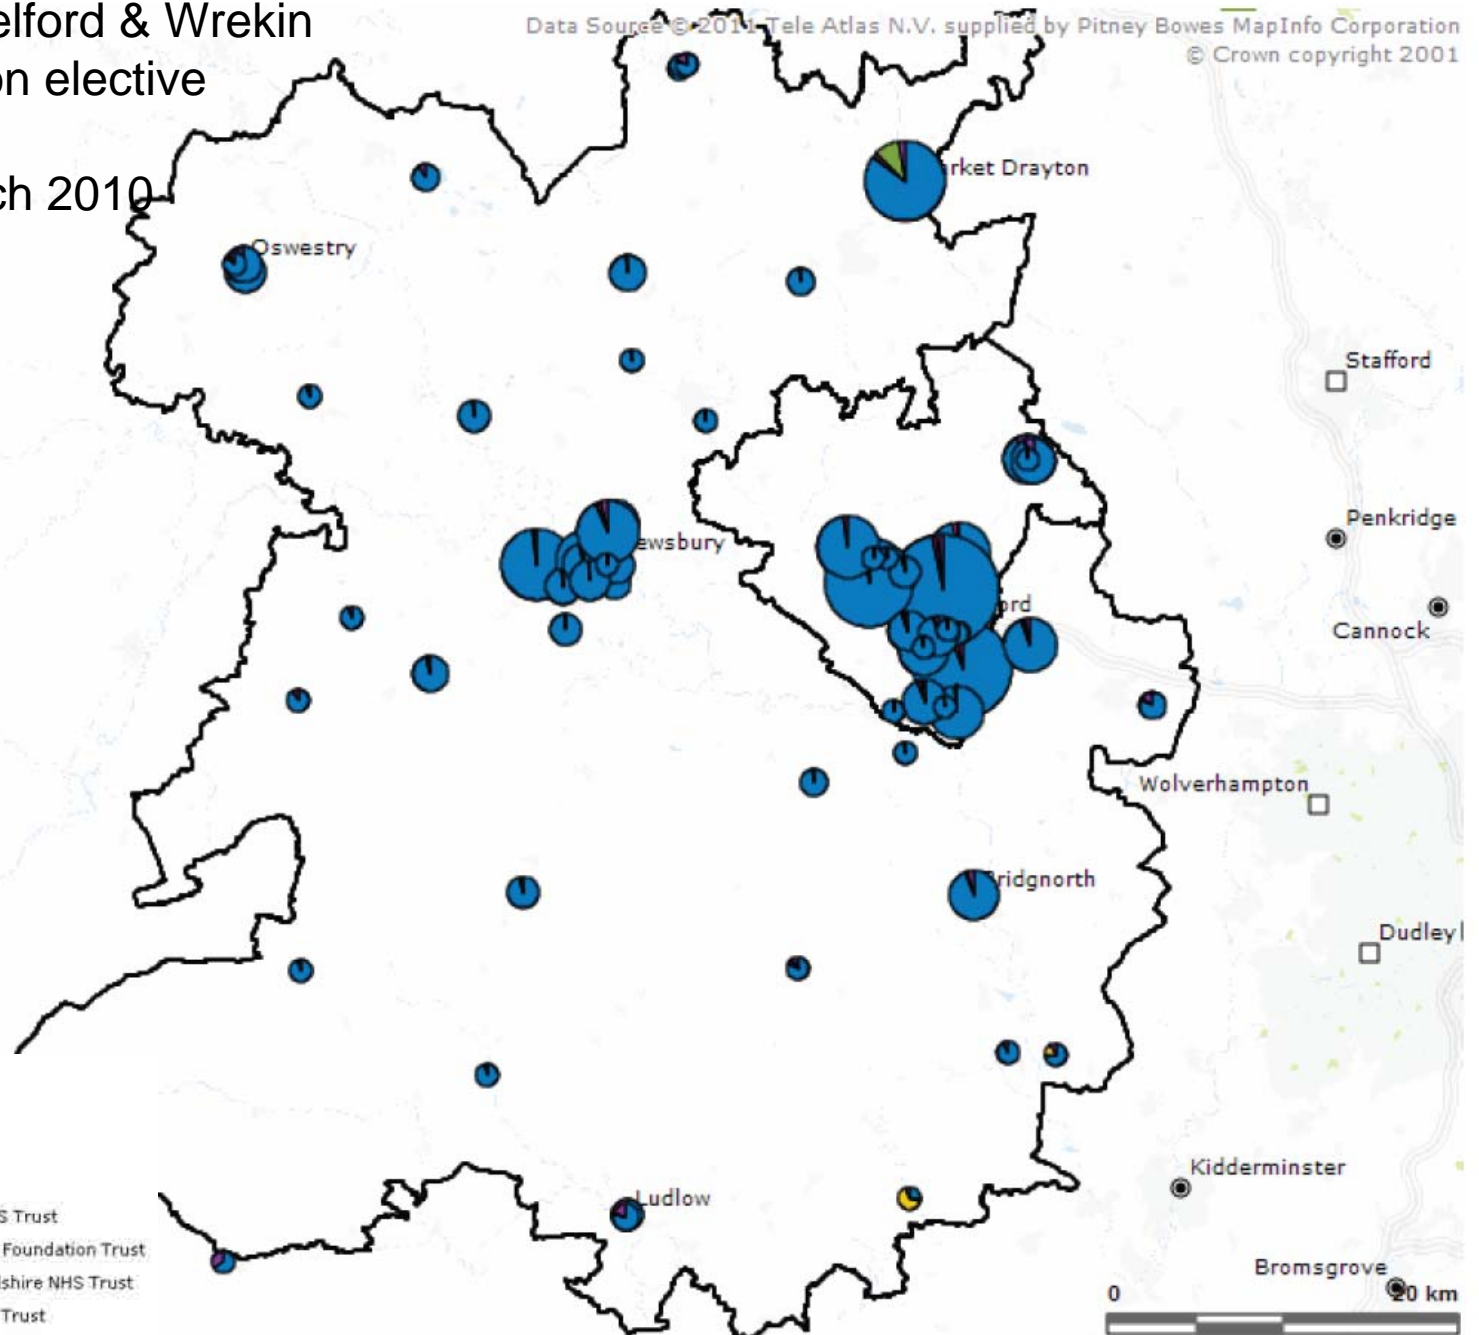 elford & Wrekin
on elective
ch 2010
Data Source © 2011 Tele Atlas N.V. supplied by Pitney Bowes MapInfo Corporation
© Crown copyright 2001
rket Drayton
Oswestry
Stafford
Penkridge
ewsbury
ord
Cannock
Wolverhampton
ridgnorth
Dudley
Kidderminster
Ludlow
S Trust
Foundation Trust
dshire NHS Trust
Trust
Bromsgrove
0 20 km